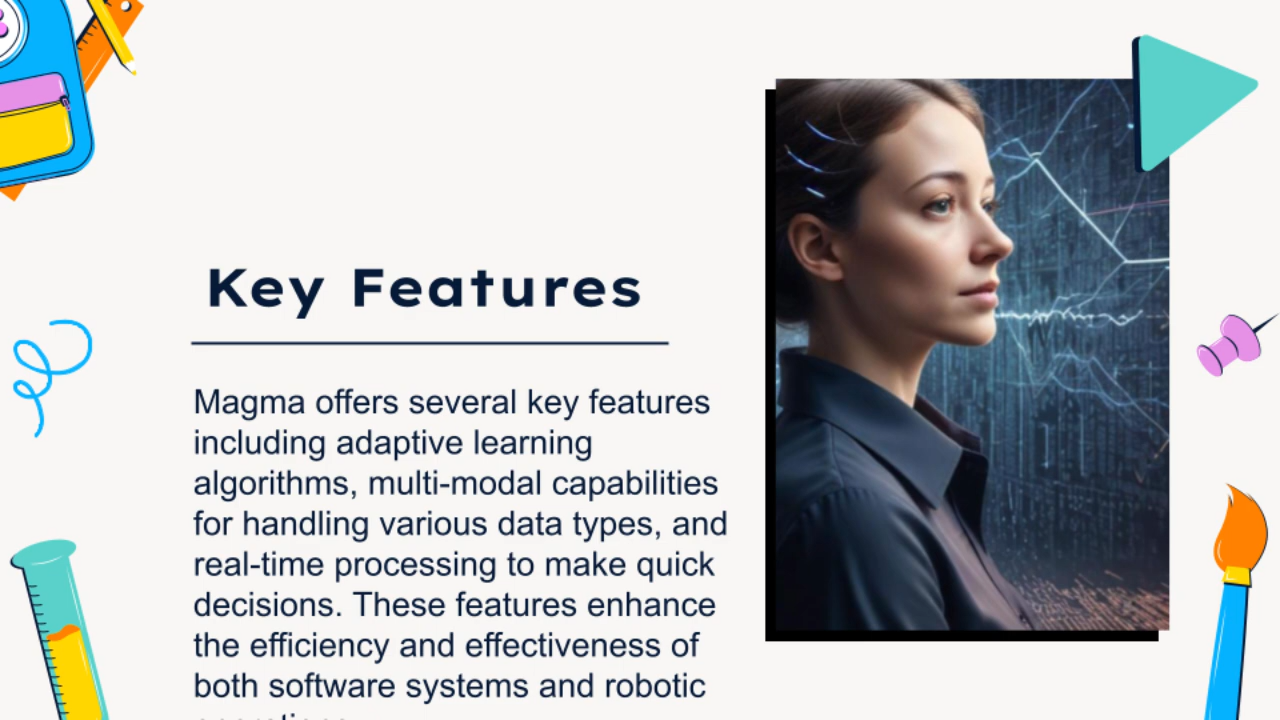 Key Features
Magma offers several key features
including adaptive learning
algorithms, multi-modal capabilities
for handling various data types, and
real-time processing to make quick
decisions. These features enhance
the efficiency and effectiveness of
both software systems and robotic